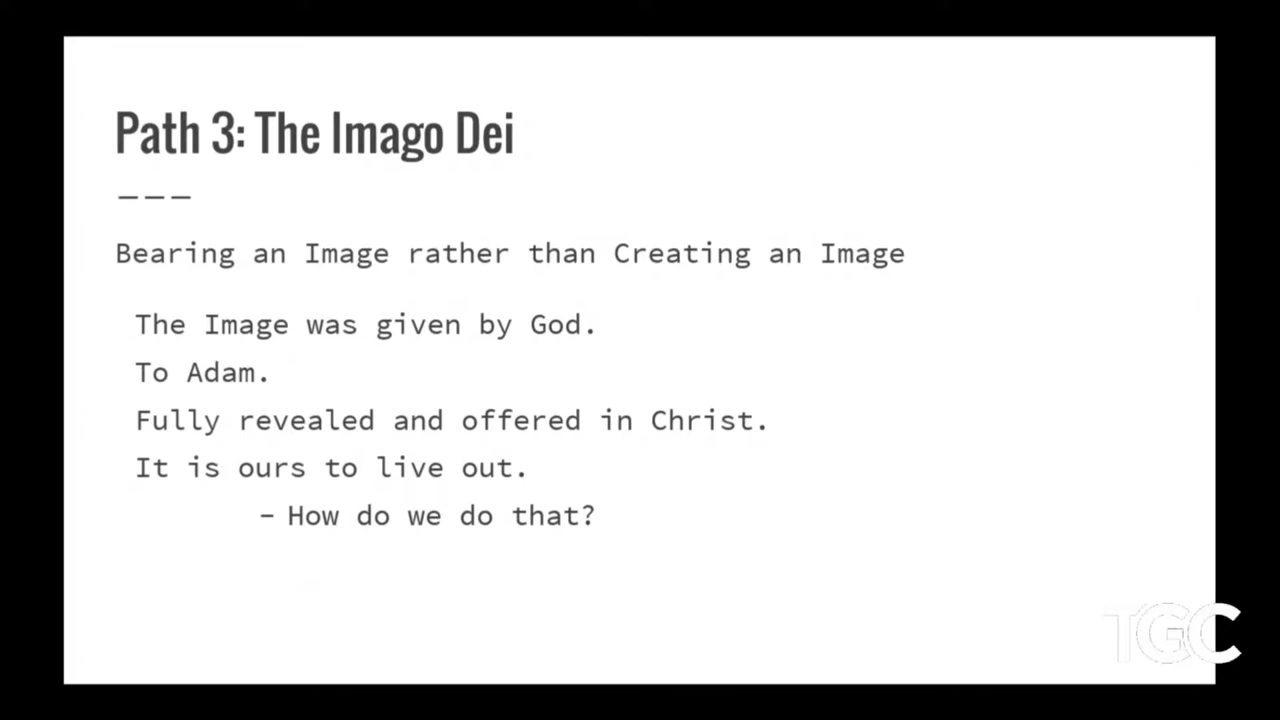 Path 3: The Imago Dei
———
Bearing an Image rather than Creating an Image
The Image was given by God.
To Adam.
Fully revealed and offered in Christ.
It is ours to live out.
– How do we do that?
TGC